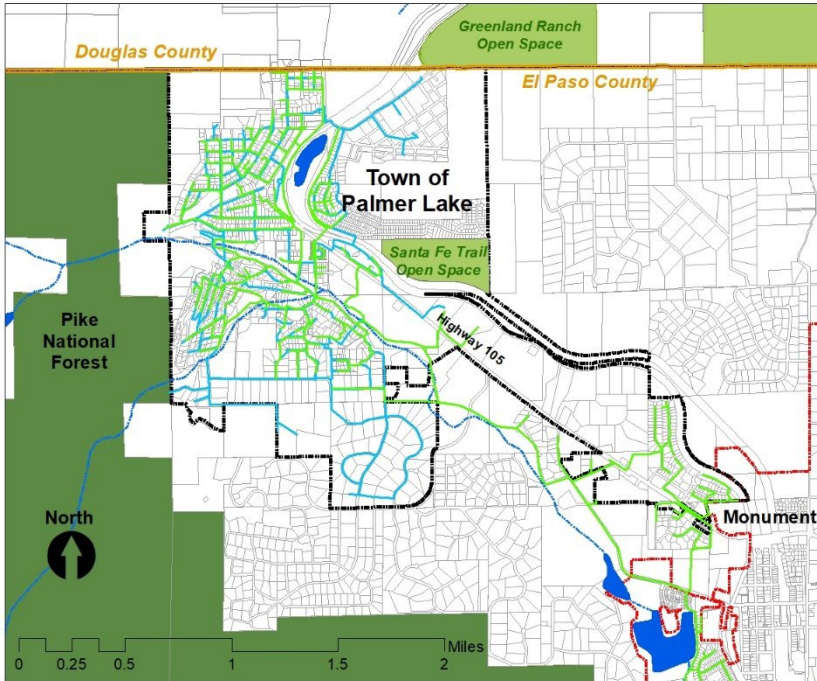 Greenland Ranch
Open Space
Douglas County
El Paso County
Town of
Palmer Lake
Santa Fe Trail
Open Space
Highway 105
Pike
National
Forest
North
Monument
Miles
0 0.25 0.5 1 1.5 2